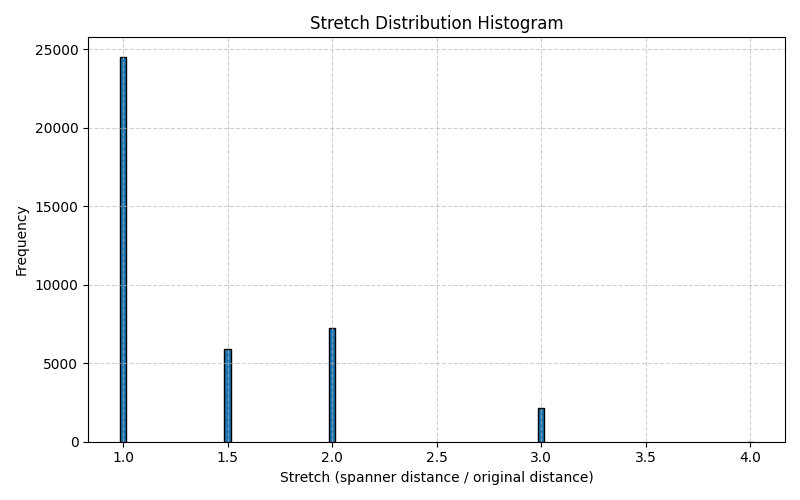 Stretch Distribution Histogram
Frequency
25000
20000
15000
10000
5000
0
1.0 1.5 2.0 2.5 3.0 3.5 4.0
Stretch (spanner distance / original distance)